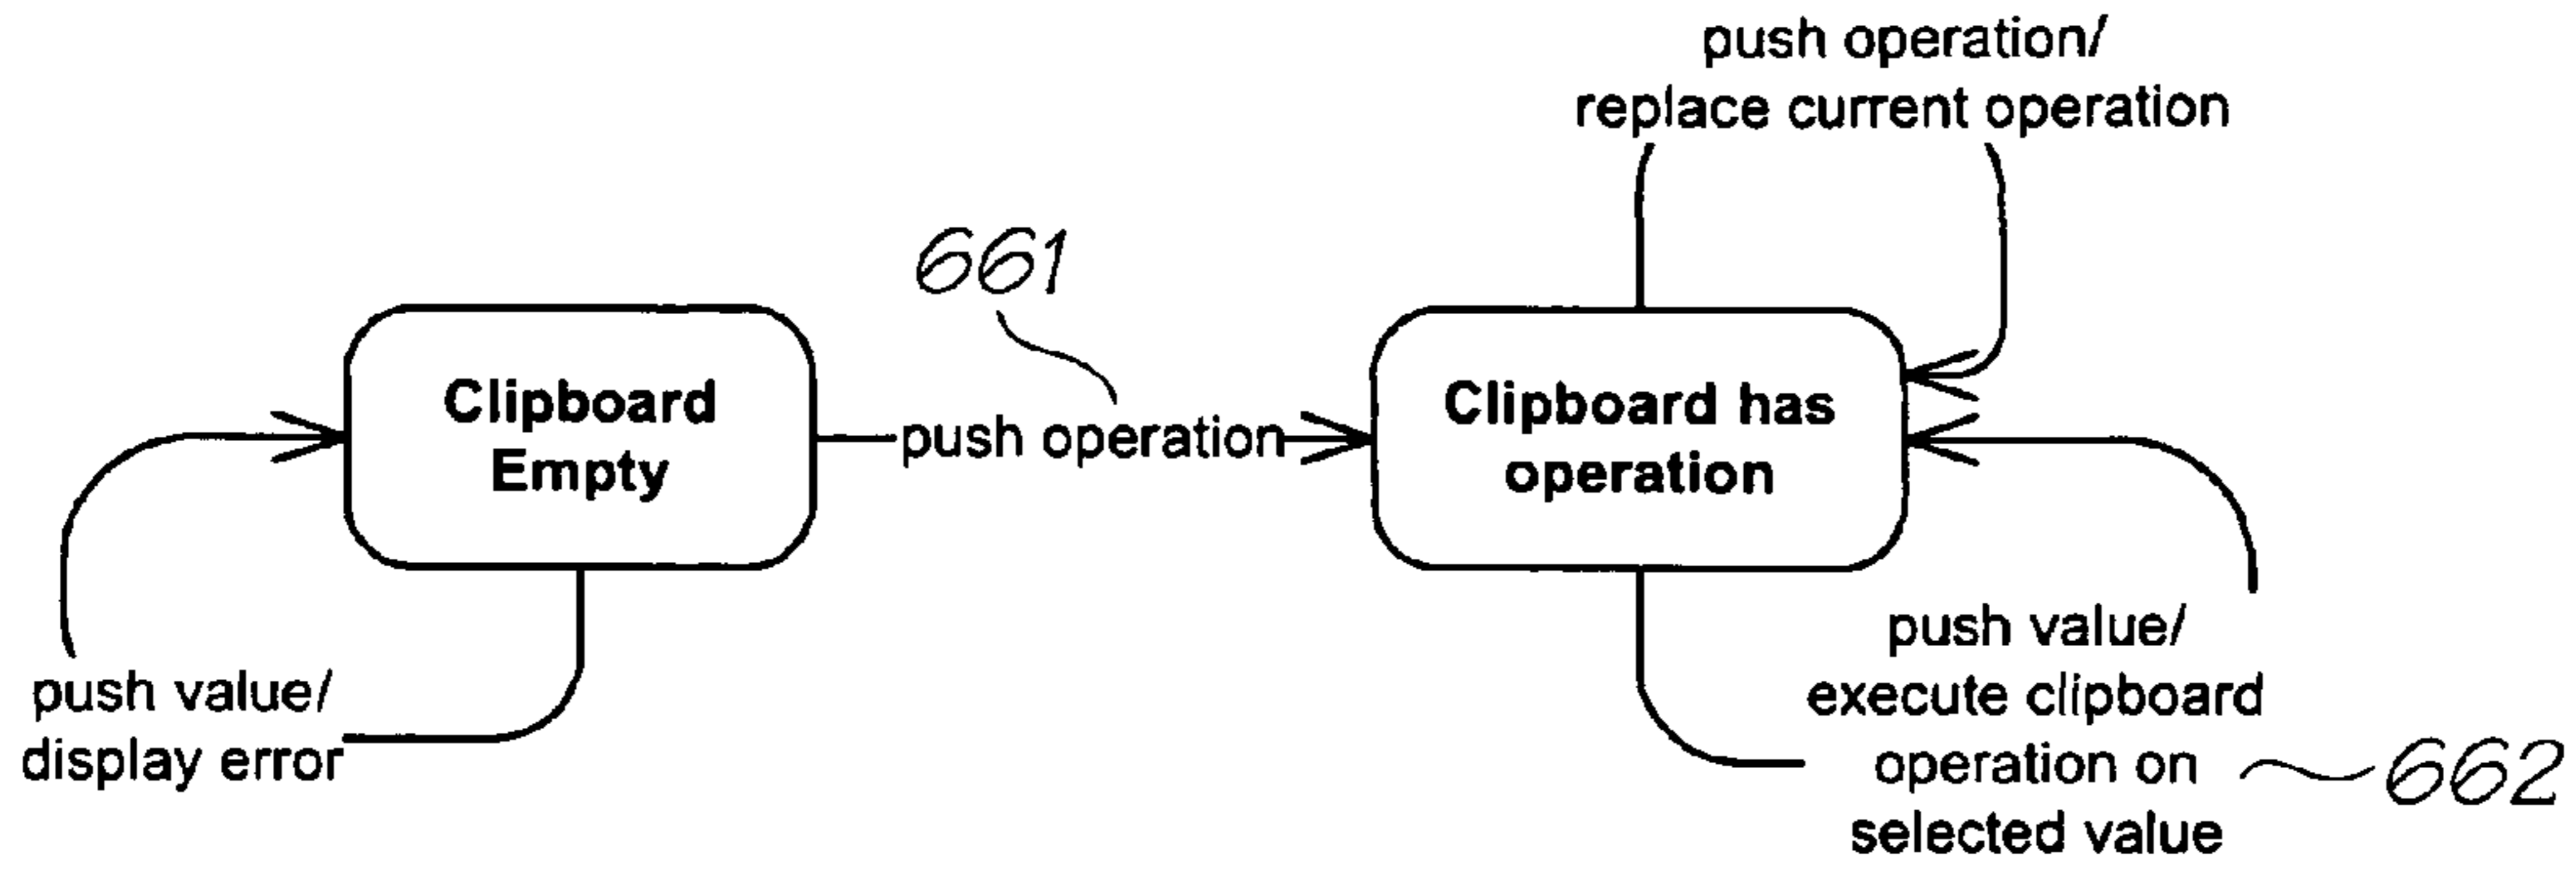 push operation/
replace current operation
661
Clipboard
Empty
push operation
Clipboard has
operation
push value/
display error
push value/
execute clipboard
operation on
selected value
662